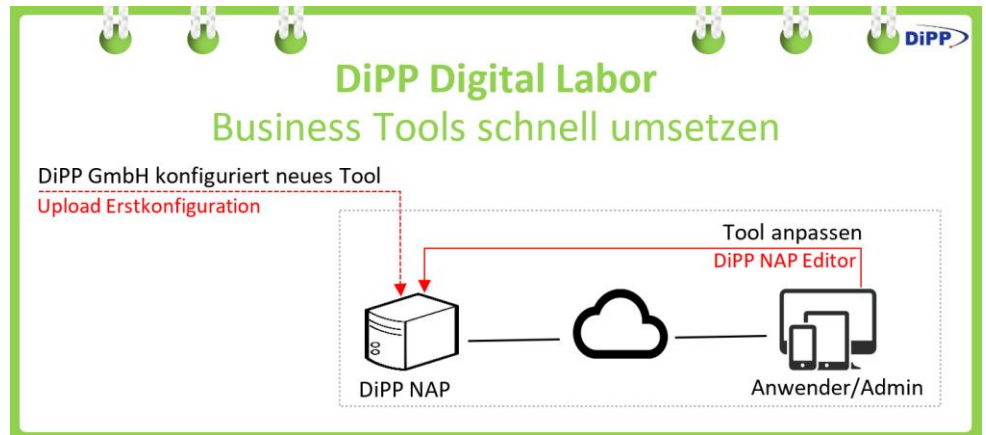 DiPP
DiPP Digital Labor
Business Tools schnell umsetzen
DiPP GmbH konfiguriert neues Tool
Upload Erstkonfiguration
Tool anpassen
DiPP NAP Editor
DiPP NAP
Anwender/Admin